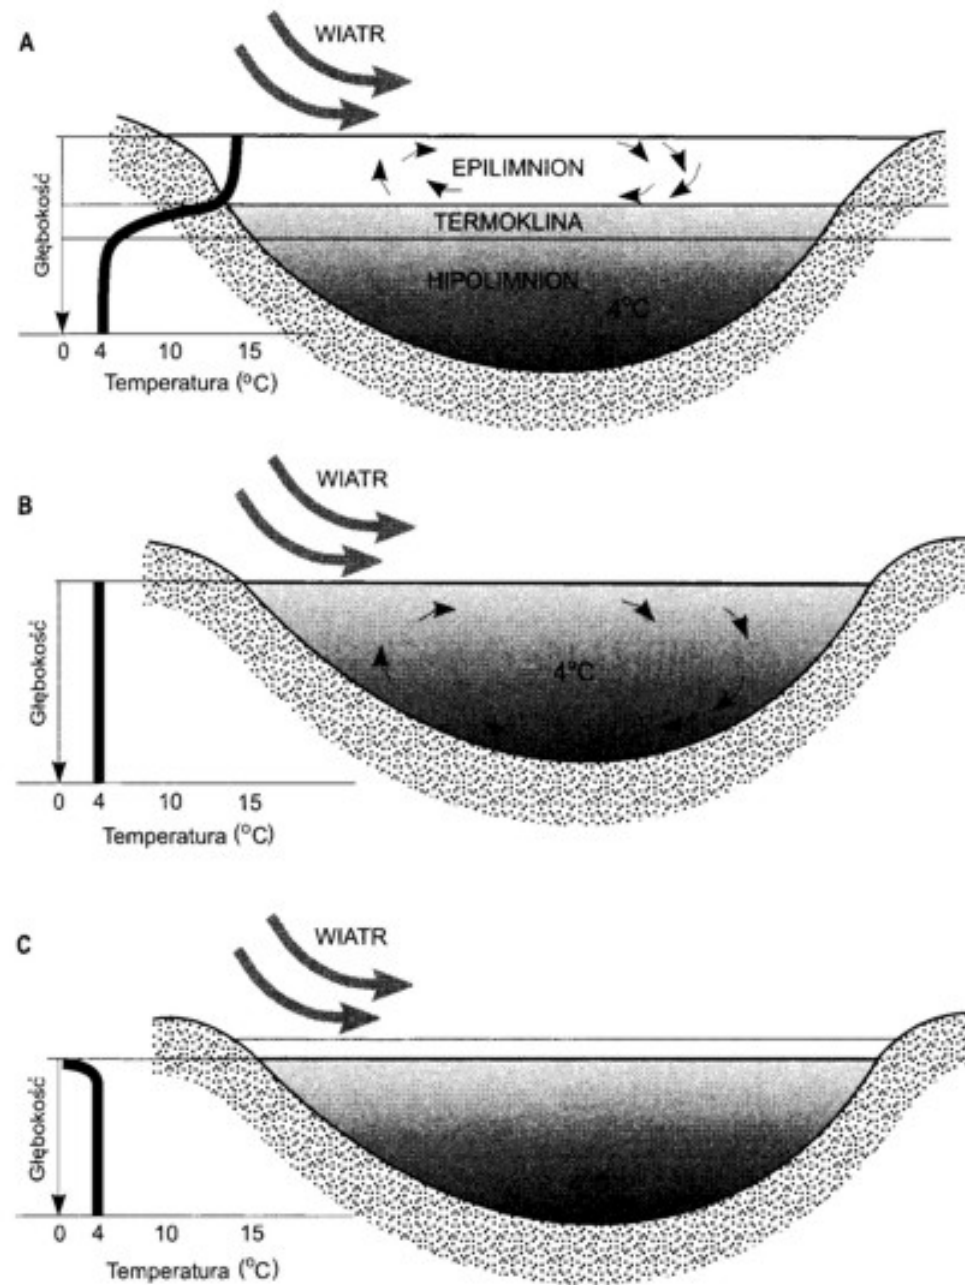 A
WIATR
EPILIMNION
TERMOKLINA
HIPOLIMNION
4°C
Głębokość
0 4 10 15
Temperatura (°C)
B
WIATR
4°C
Głębokość
0 4 10 15
Temperatura (°C)
C
WIATR
Głębokość
0 4 10 15
Temperatura (°C)